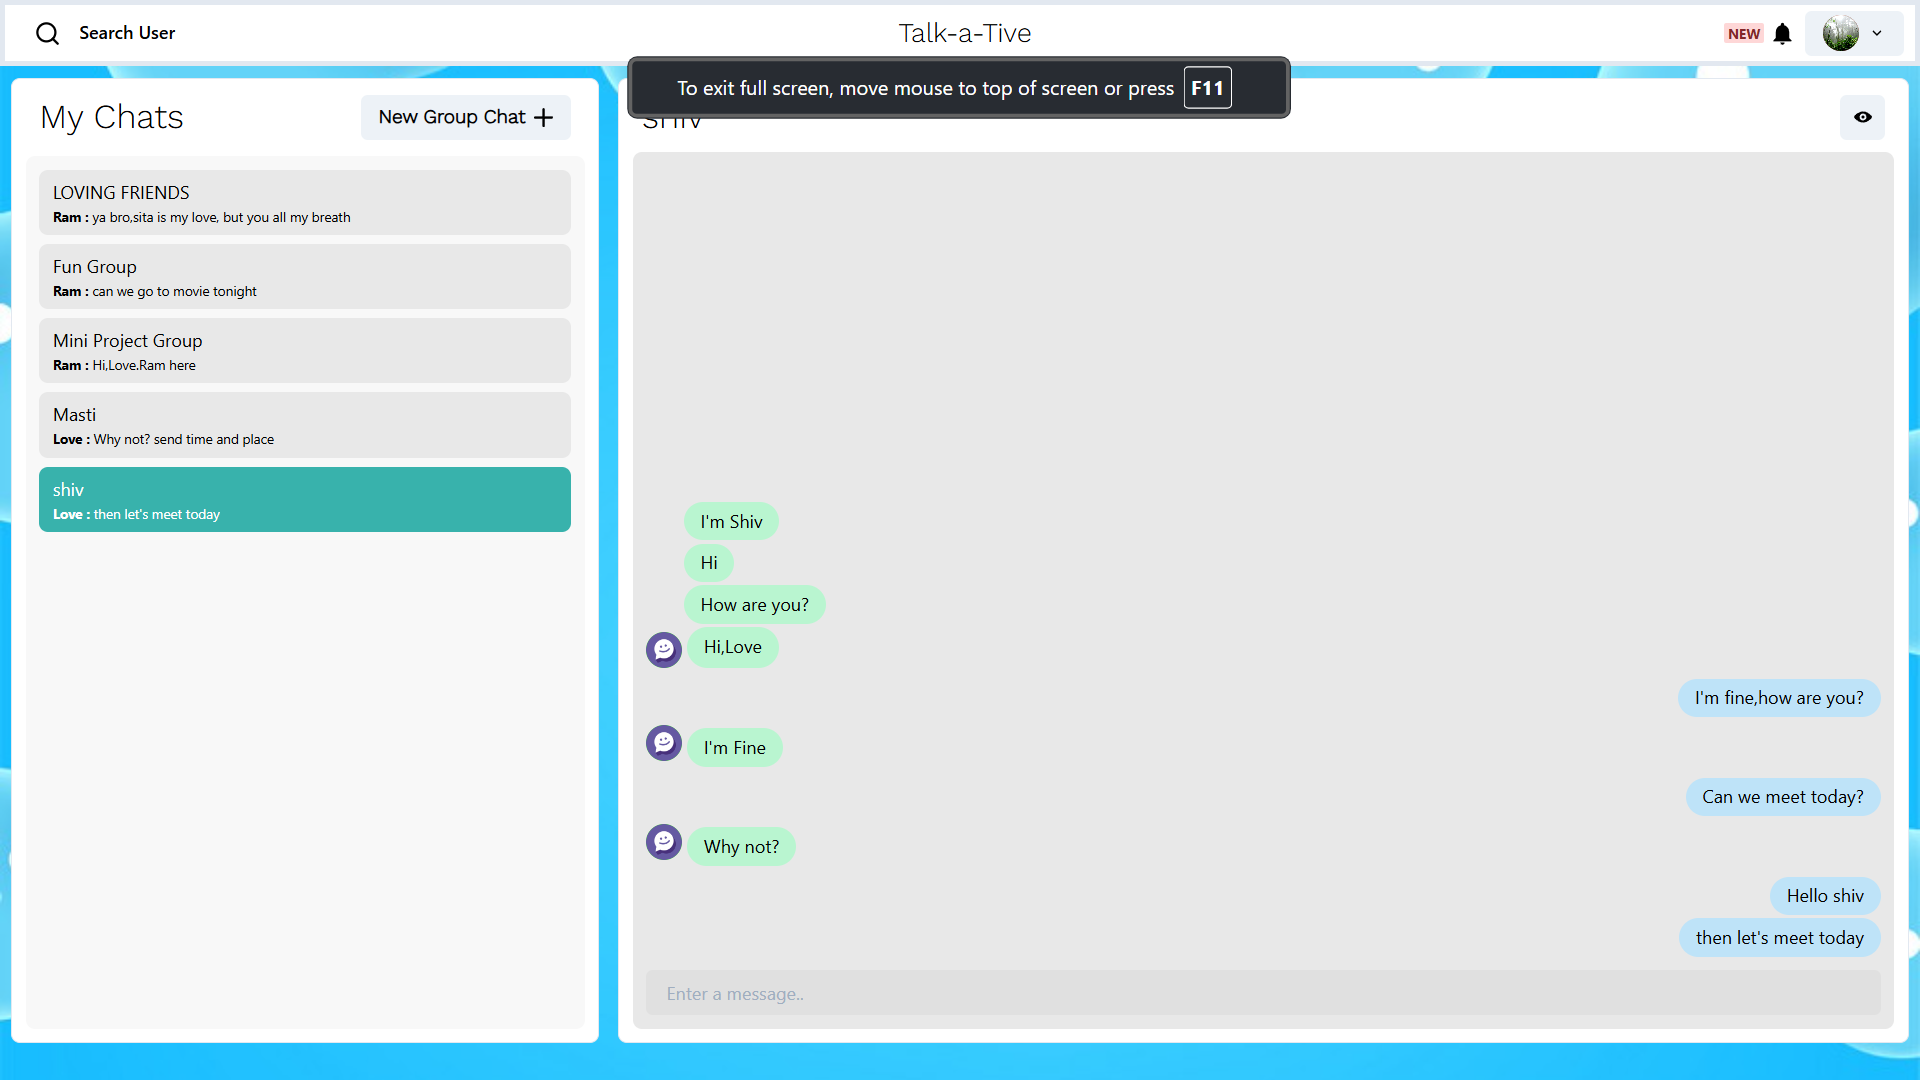 Search User
Talk-a-Tive
NEW
To exit full screen, move mouse to top of screen or press F11
My Chats
New Group Chat
shiv
LOVING FRIENDS
Ram : ya bro,sita is my love, but you all my breath
Fun Group
Ram : can we go to movie tonight
Mini Project Group
Ram : Hi,Love.Ram here
Masti
Love : Why not? send time and place
shiv
Love : then let's meet today
I'm Shiv
Hi
How are you?
Hi,Love
I'm fine,how are you?
I'm Fine
Can we meet today?
Why not?
Hello shiv
then let's meet today
Enter a message..